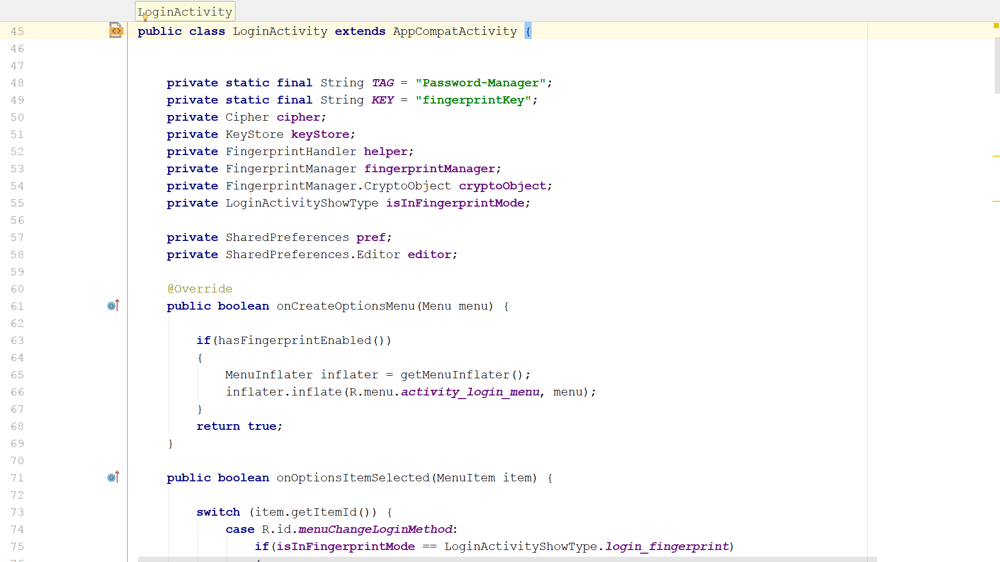 LoginActivity
45 public class LoginActivity extends AppCompatActivity {
46
47
48 private static final String TAG = "Password-Manager";
49 private static final String KEY = "fingerprintKey";
50 private Cipher cipher;
51 private KeyStore keyStore;
52 private FingerprintHandler helper;
53 private FingerprintManager fingerprintManager;
54 private FingerprintManager.CryptoObject cryptoObject;
55 private LoginActivityShowType isInFingerprintMode;
56
57 private SharedPreferences pref;
58 private SharedPreferences.Editor editor;
59
60 @Override
61 public boolean onCreateOptionsMenu(Menu menu) {
62
63 if(hasFingerprintEnabled())
64 {
65 MenuInflater inflater = getMenuInflater();
66 inflater.inflate(R.menu.activity_login_menu, menu);
67 }
68 return true;
69 }
70
71 public boolean onOptionsItemSelected(MenuItem item) {
72
73 switch (item.getItemId()) {
74 case R.id.menuChangeLoginMethod:
75 if(isInFingerprintMode == LoginActivityShowType.login_fingerprint)